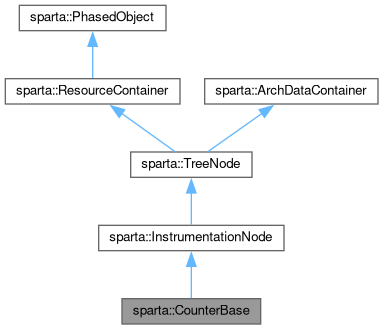 sparta::PhasedObject
sparta::ResourceContainer
sparta::ArchDataContainer
sparta::TreeNode
sparta::InstrumentationNode
sparta::CounterBase